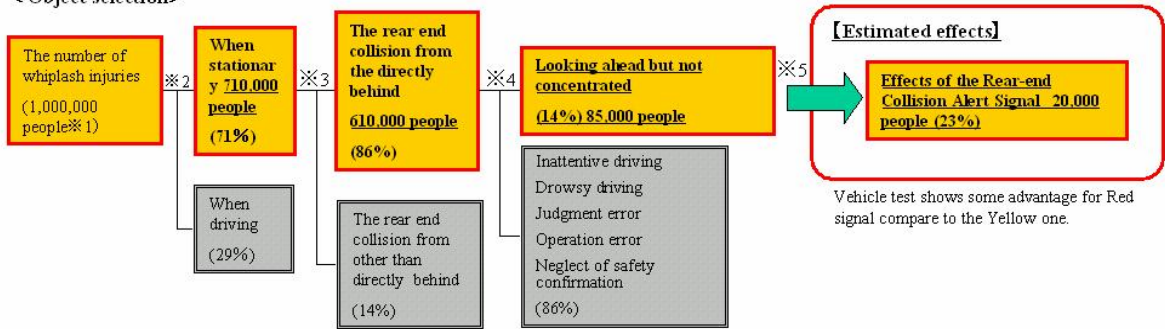 <Object selection>
The number of
whiplash injuries
(1,000,000
people※1)
※2
When
stationar
y 710,000
people
(71%)
When
driving
(29%)
※3
The rear end
collision from
the directly
behind
610,000 people
(86%)
The rear end
collision from
other than
directly behind
(14%)
※4
Looking ahead but not
concentrated
(14%) 85,000 people
Inattentive driving
Drowsy driving
Judgment error
Operation error
Neglect of safety
confirmation
(86%)
※5
【Estimated effects】
Effects of the Rear-end
Collision Alert Signal 20,000
people (23%)
Vehicle test shows some advantage for Red
signal compare to the Yellow one.